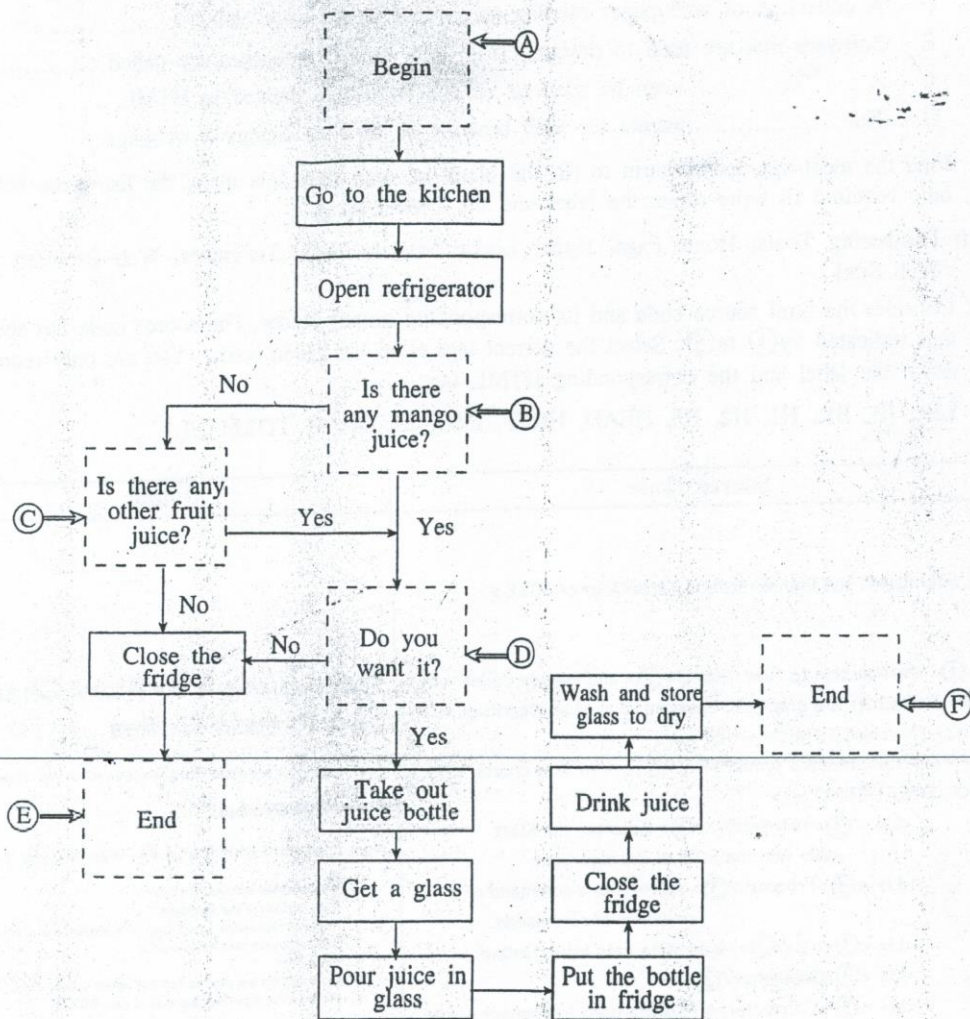 Begin
A
Go to the kitchen
Open refrigerator
No
Is there
any mango
juice?
B
C
Is there any
other fruit
juice?
Yes
Yes
No
Close the
fridge
No
Do you
want it?
D
Wash and store
glass to dry
End
F
Yes
E
End
Take out
juice bottle
Drink juice
Get a glass
Close the
fridge
Pour juice in
glass
Put the bottle
in fridge